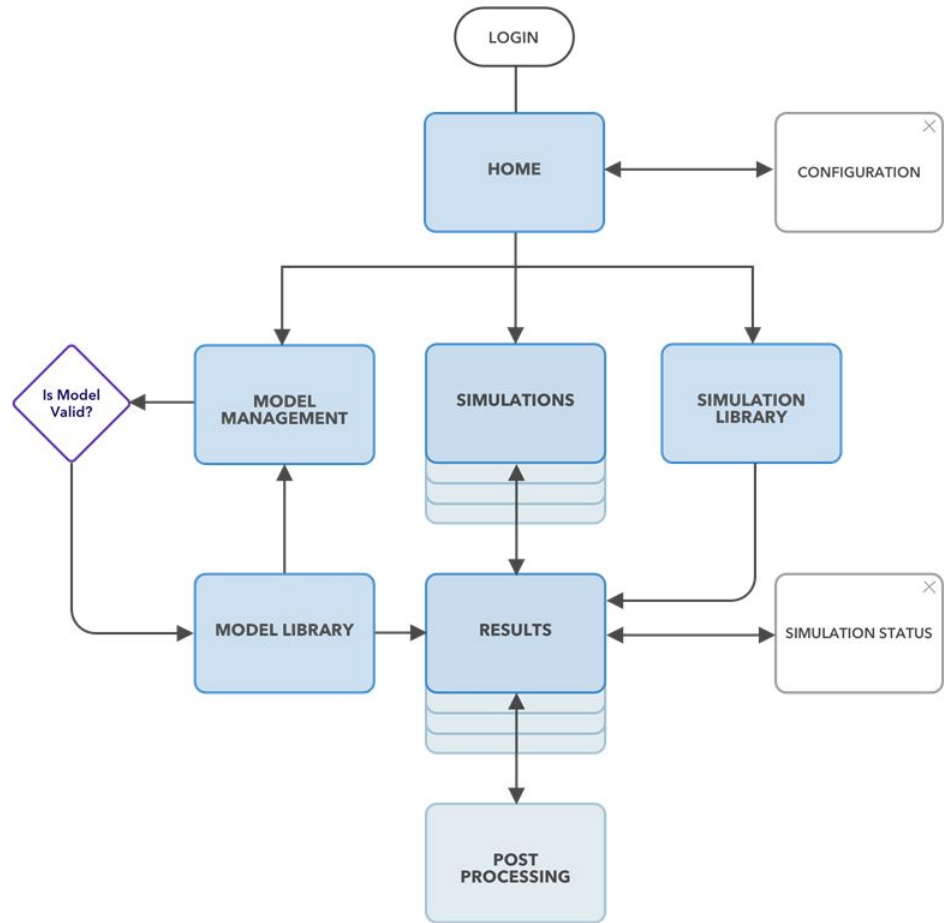 LOGIN
HOME
CONFIGURATION
Is Model
Valid?
MODEL
MANAGEMENT
SIMULATIONS
SIMULATION
LIBRARY
MODEL LIBRARY
RESULTS
SIMULATION STATUS
POST
PROCESSING